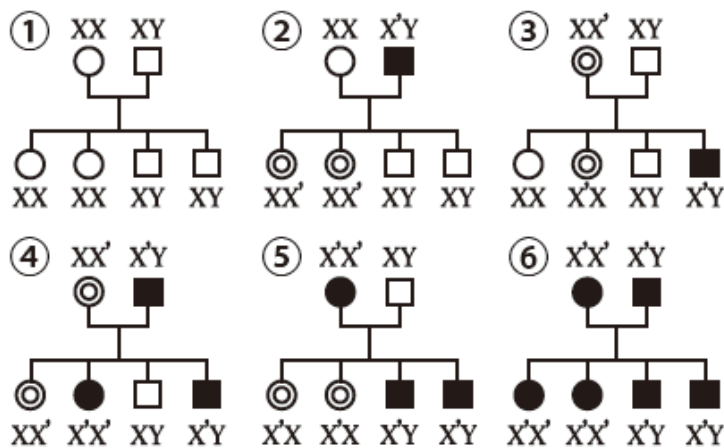 ① XX XY ② XX X'Y ③ XX' XY
XX XX XY XY XX' XX' XY XY XX X'X XY X'Y
④ XX' X'Y ⑤ X'X' XY ⑥ X'X' X'Y
XX' X'X' XY X'Y X'X X'X X'Y X'Y X'X' X'X' X'Y X'Y